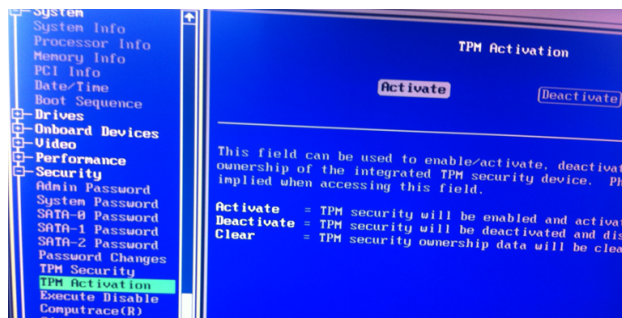 System
System Info
Processor Info
Memory Info
PCI Info
Date/Time
Boot Sequence
Drives
Onboard Devices
Video
Performance
Security
Admin Password
System Password
SATA-0 Password
SATA-1 Password
SATA-2 Password
Password Changes
TPM Security
TPM Activation
Execute Disable
Computrace(R)
TPM Activation
Activate
Deactivate
This field can be used to enable/activate, deactivat
ownership of the integrated TPM security device. Ph
implied when accessing this field.
Activate = TPM security will be enabled and activa
Deactivate = TPM security will be deactivated and dis
Clear = TPM security ownership data will be clea